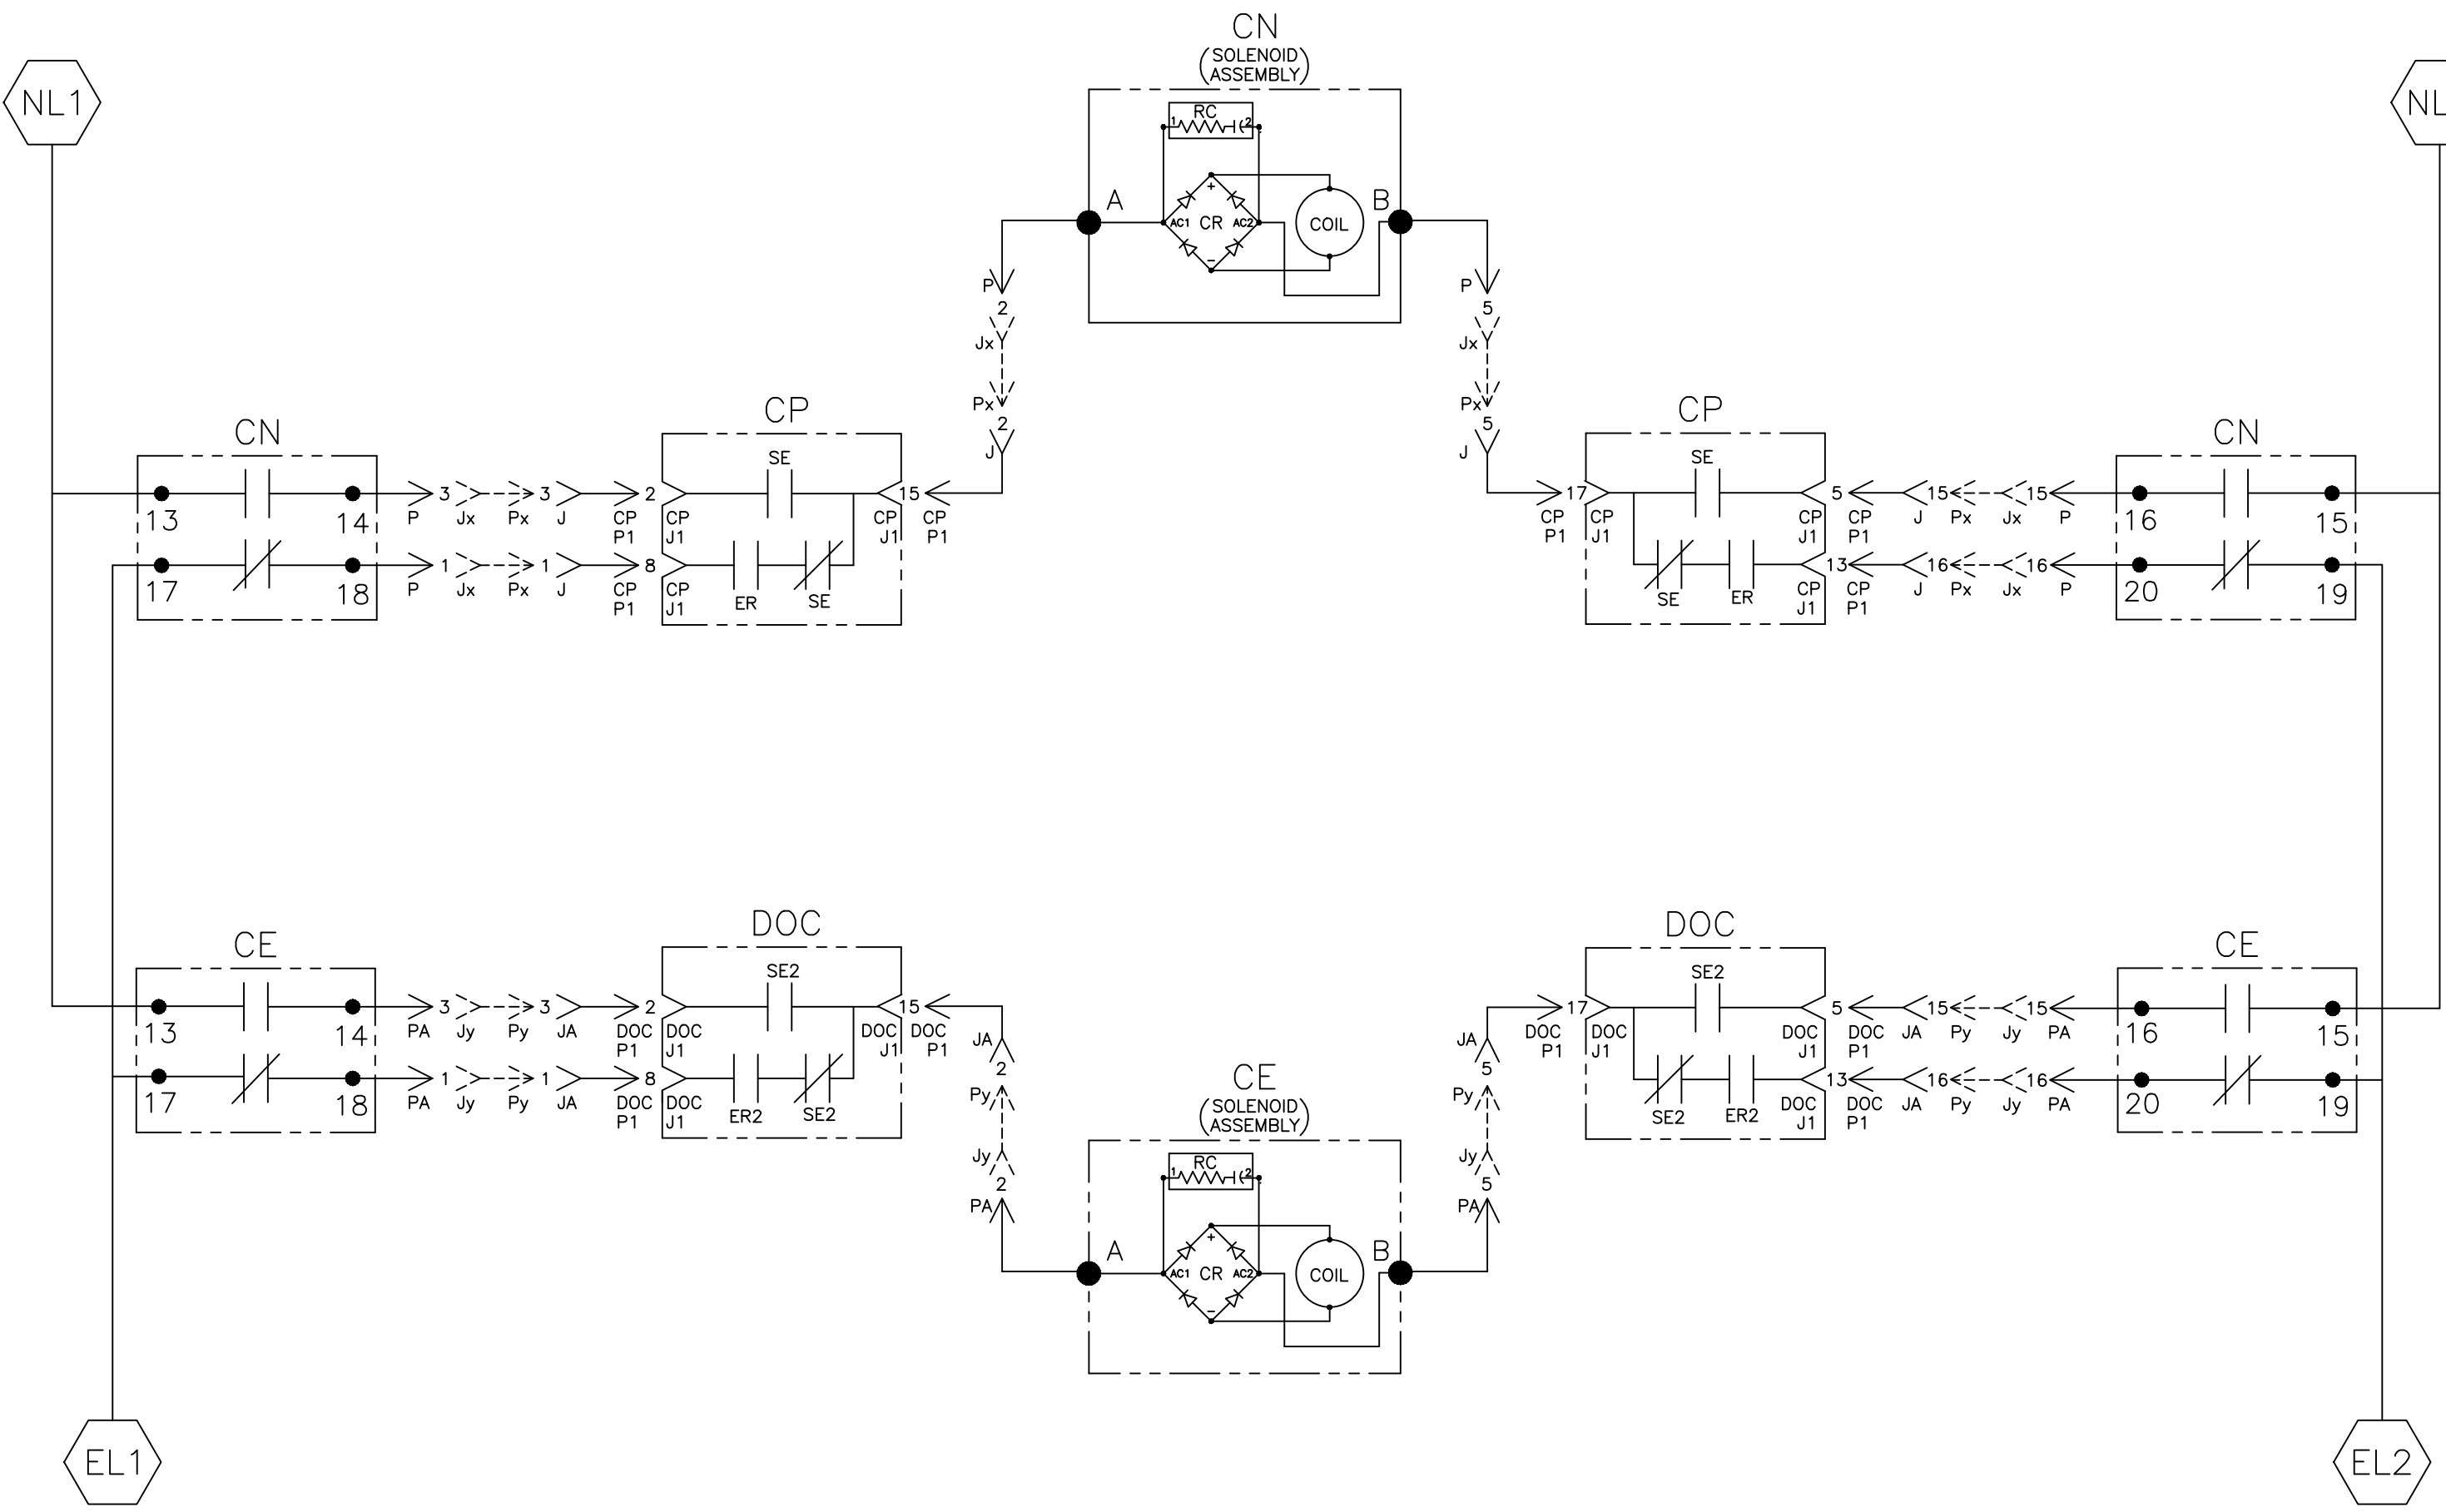 CN
(SOLENOID
ASSEMBLY)
NL1
NL
RC
1 2
A B
+
AC1 CR AC2 COIL
−
P P
2 5
Jx Jx
Px Px
2 5
J J
CN CP CP CN
SE SE
3 3 2 15 17 5 15 15
13 14 P Jx Px J CP CP CP CP CP CP CP CP J Px Jx P 16 15
P1 J1 J1 P1 P1 J1 J1 P1
1 1 8 13 16 16
17 18 P Jx Px J CP CP ER SE SE ER CP CP J Px Jx P 20 19
P1 J1 J1 P1
CE DOC DOC CE
SE2 SE2
3 3 2 15 17 5 15 15
13 14 PA Jy Py JA DOC DOC DOC DOC JA JA DOC DOC DOC DOC JA Py Jy PA 16 15
P1 J1 J1 P1 P1 J1 J1 P1
2 5
1 1 8 13 16 16
17 18 PA Jy Py JA DOC DOC ER2 SE2 Py Py SE2 ER2 DOC DOC JA Py Jy PA 20 19
P1 J1 J1 P1
CE
(SOLENOID
ASSEMBLY)
Jy Jy
2 5
PA PA
RC
1 2
A B
+
AC1 CR AC2 COIL
−
EL1 EL2